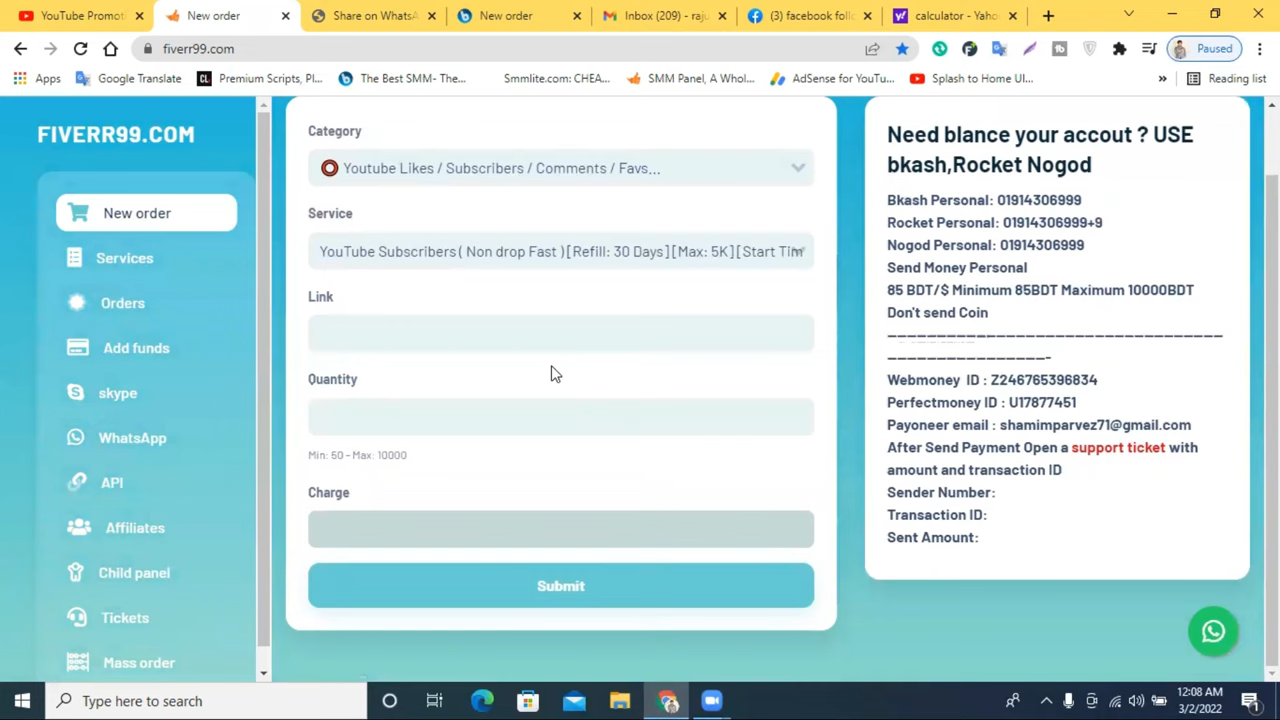 YouTube Promoti
New order
Share on WhatsA
New order
Inbox (209) - raju
(3) facebook follo
calculator - Yaho
fiverr99.com
Paused
Apps
Google Translate
Premium Scripts, Pl...
The Best SMM- The...
Smmlite.com: CHEA...
SMM Panel, A Whol...
AdSense for YouTu...
Splash to Home UI...
»
Reading list
FIVERR99.COM
New order
Services
Orders
Add funds
skype
WhatsApp
API
Affiliates
Child panel
Tickets
Mass order
Category
Youtube Likes / Subscribers / Comments / Favs...
Service
YouTube Subscribers ( Non drop Fast )[Refill: 30 Days][Max: 5K][Start Tim
Link
Quantity
Min: 50 - Max: 10000
Charge
Submit
Need blance your accout ? USE
bkash,Rocket Nogod
Bkash Personal: 01914306999
Rocket Personal: 01914306999+9
Nogod Personal: 01914306999
Send Money Personal
85 BDT/$ Minimum 85BDT Maximum 10000BDT
Don't send Coin
Webmoney ID : Z246765396834
Perfectmoney ID : U17877451
Payoneer email : shamimparvez71@gmail.com
After Send Payment Open a support ticket with
amount and transaction ID
Sender Number:
Transaction ID:
Sent Amount:
Type here to search
12:08 AM
3/2/2022
1